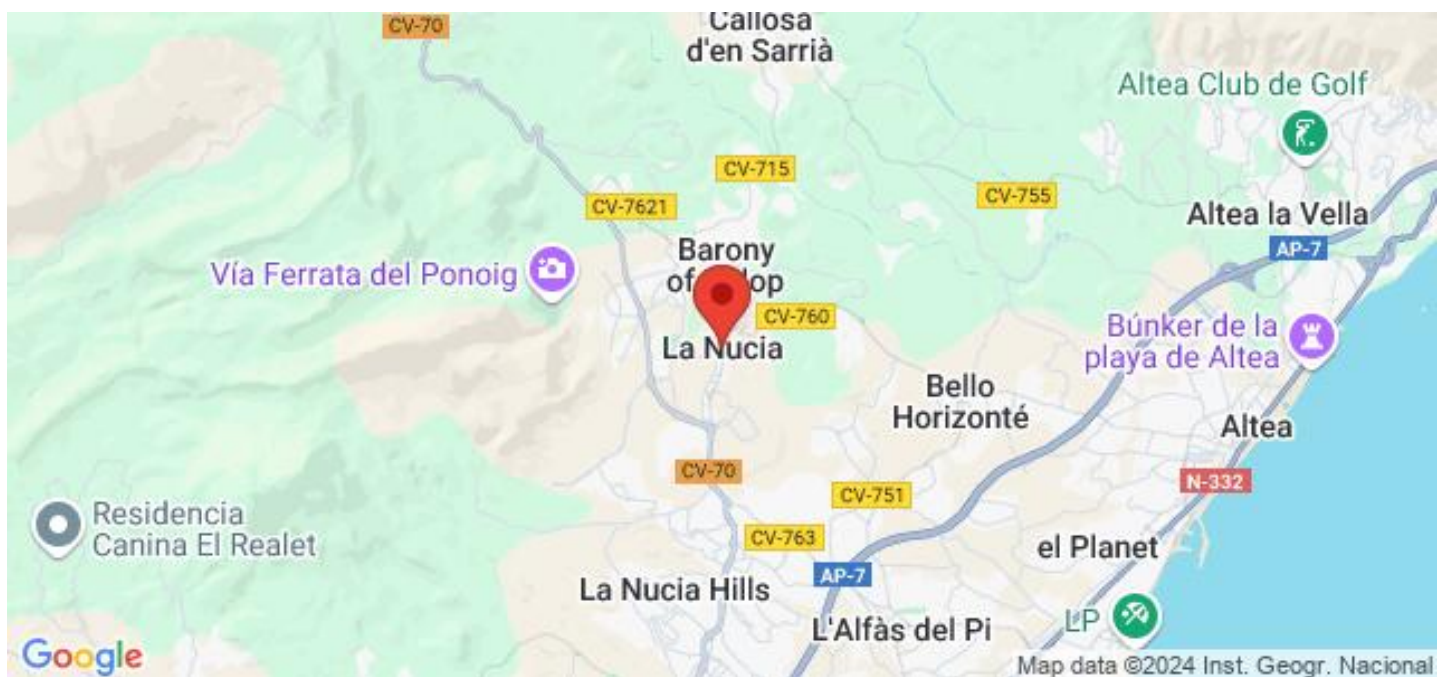 CV-70
Callosa
d'en Sarrià
Altea Club de Golf
CV-715
CV-755
CV-7621
Altea la Vella
Barony
AP-7
Vía Ferrata del Ponoig
CV-760
Búnker de la
playa de Altea
La Nucia
Bello
Horizonté
Altea
CV-70
N-332
CV-751
Residencia
Canina El Realet
CV-763
el Planet
AP-7
La Nucia Hills
LP
L'Alfàs del Pi
Google
Map data ©2024 Inst. Geogr. Nacional